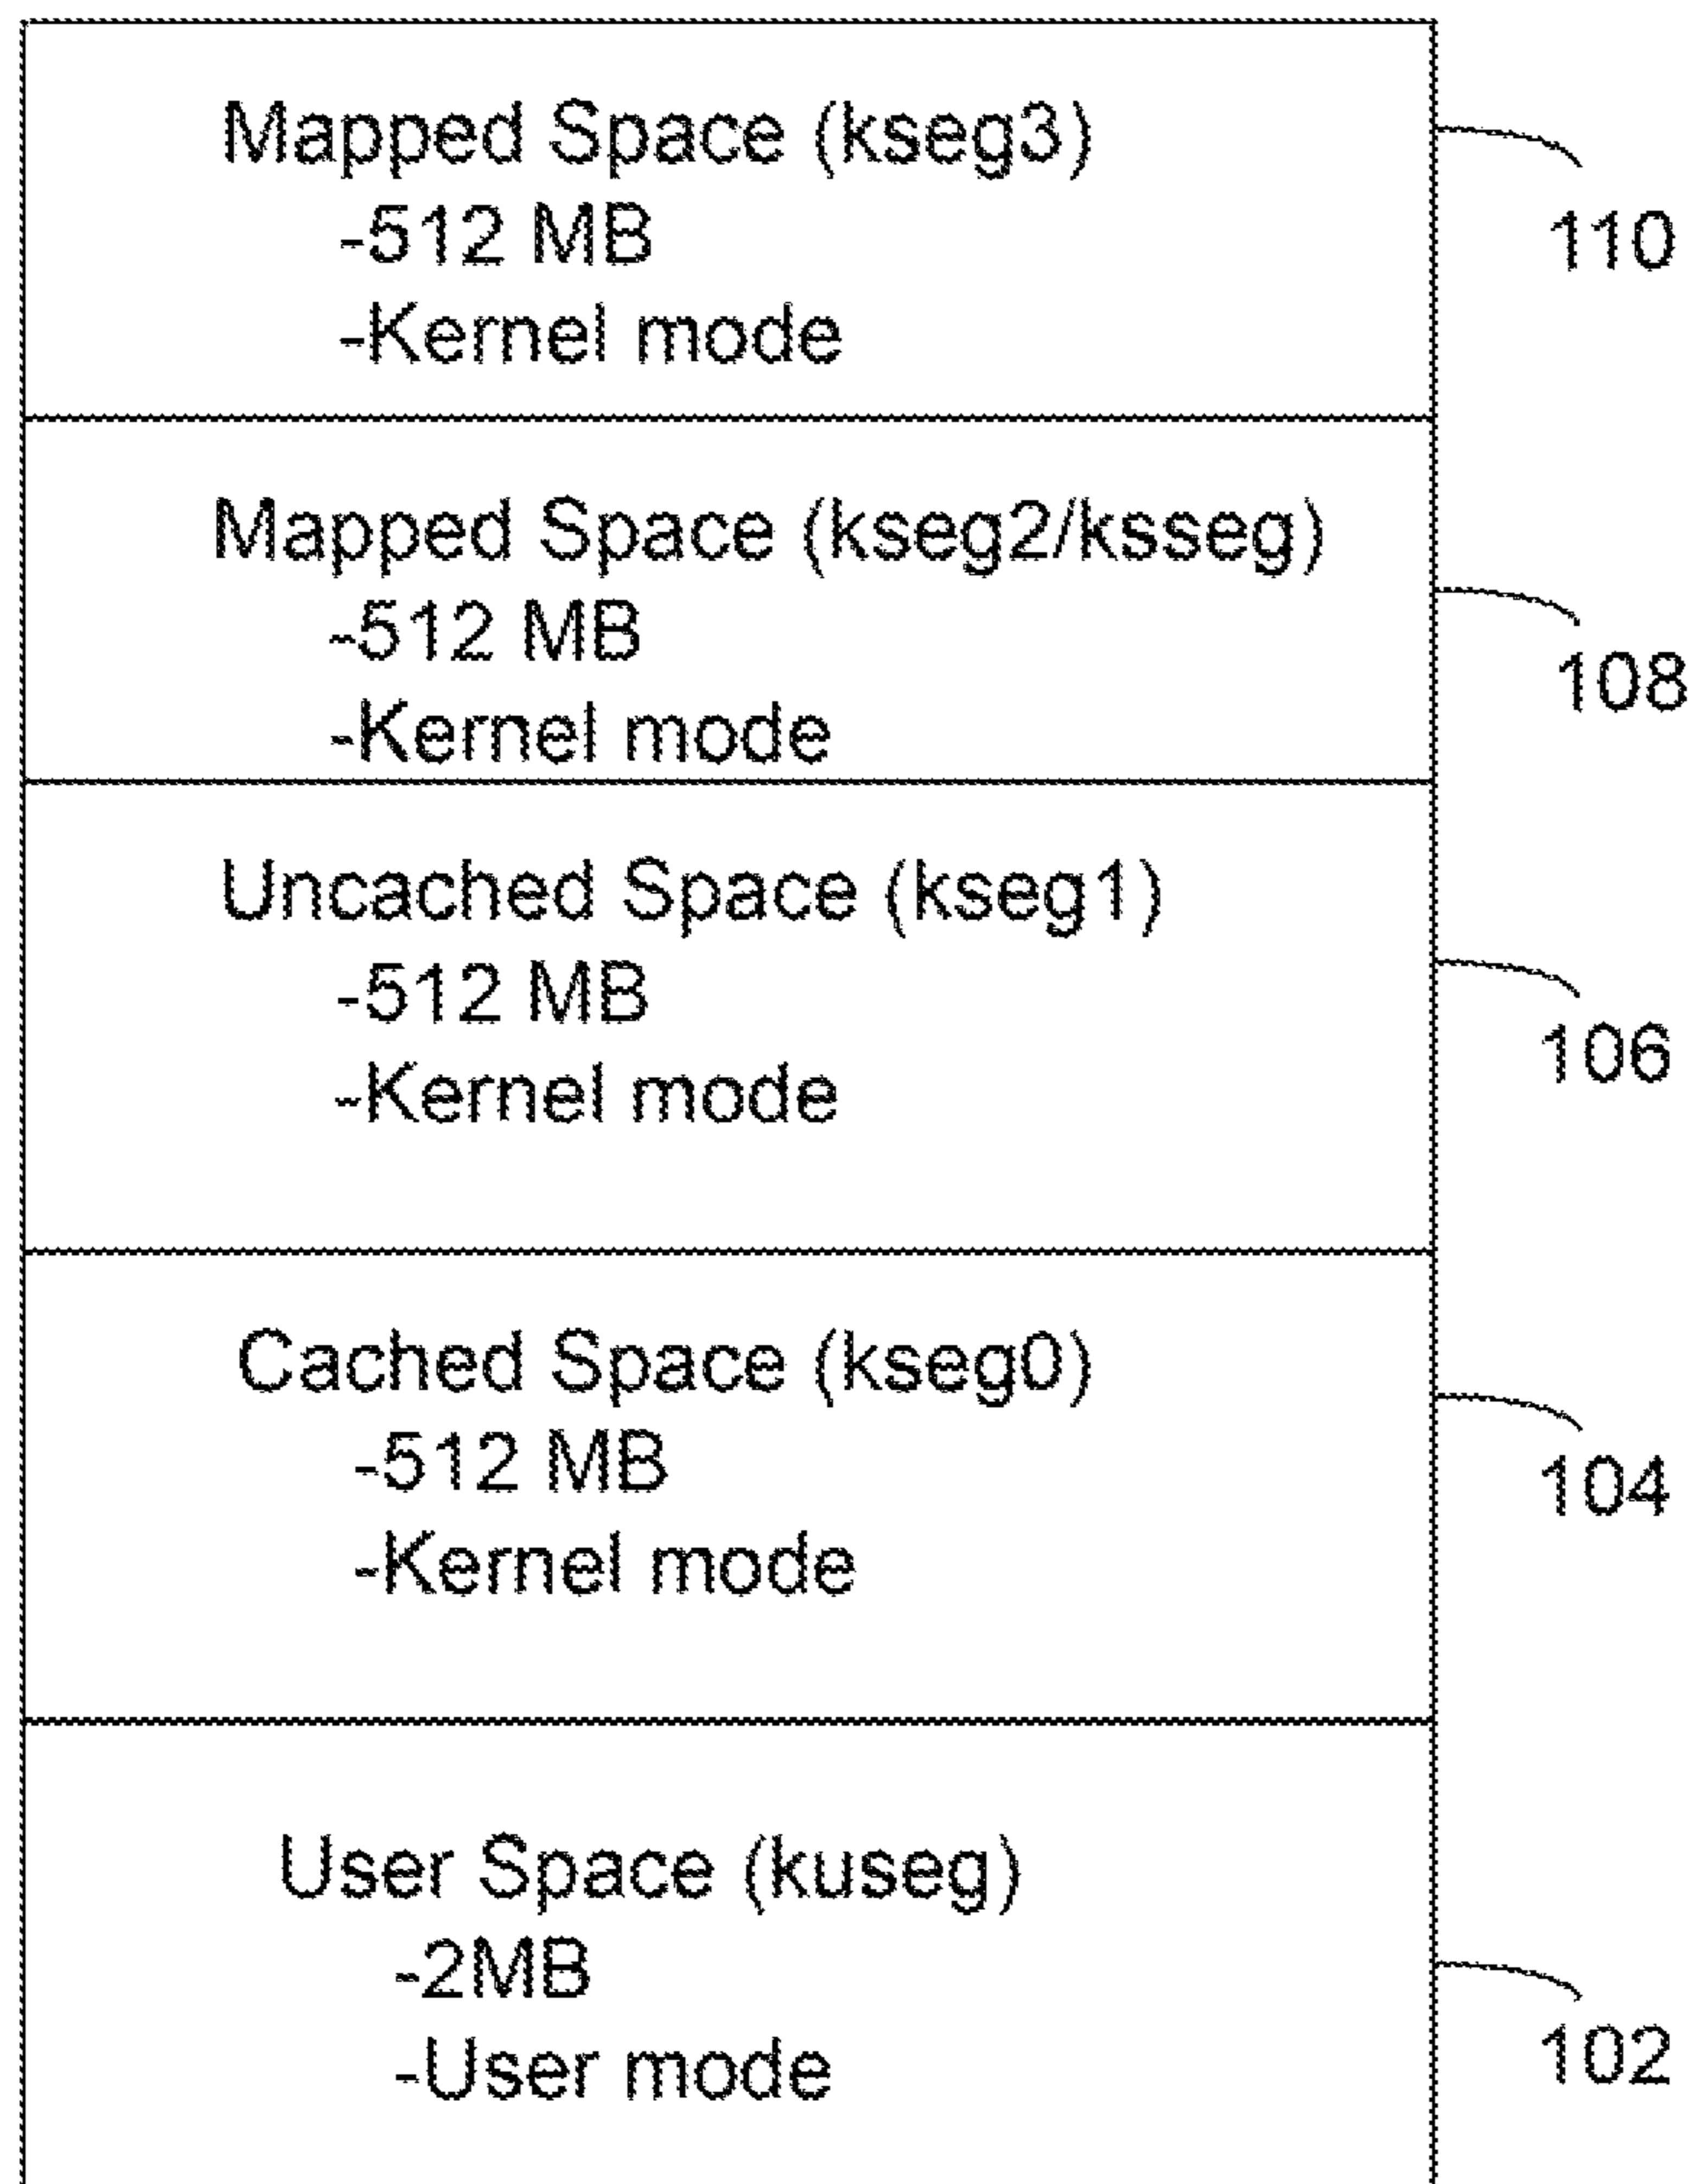 Mapped Space (kseg3)
-512 MB
-Kernel mode
110
Mapped Space (kseg2/ksseg)
-512 MB
-Kernel mode
108
Uncached Space (kseg1)
-512 MB
-Kernel mode
106
Cached Space (kseg0)
-512 MB
-Kernel mode
104
User Space (kuseg)
-2MB
-User mode
102